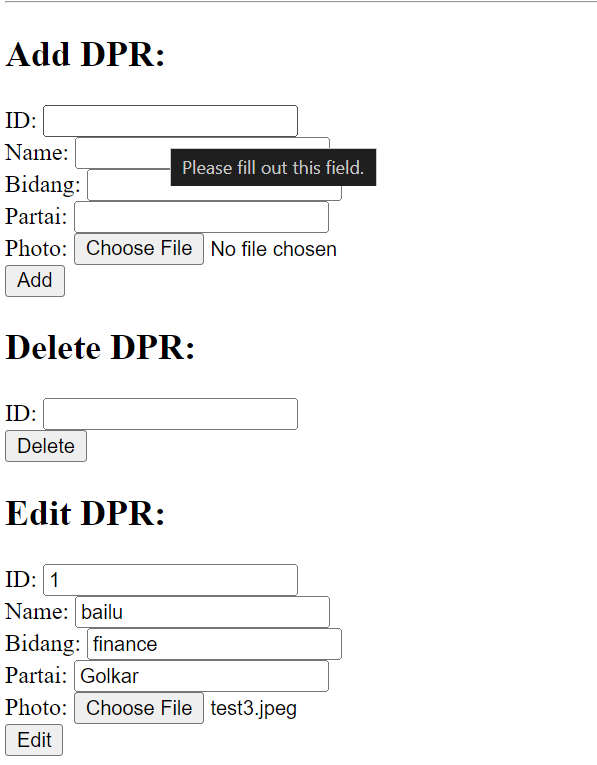 Add DPR:
ID:
Name:
Please fill out this field.
Bidang:
Partai:
Photo: Choose File No file chosen
Add
Delete DPR:
ID:
Delete
Edit DPR:
ID: 1
Name: bailu
Bidang: finance
Partai: Golkar
Photo: Choose File test3.jpeg
Edit